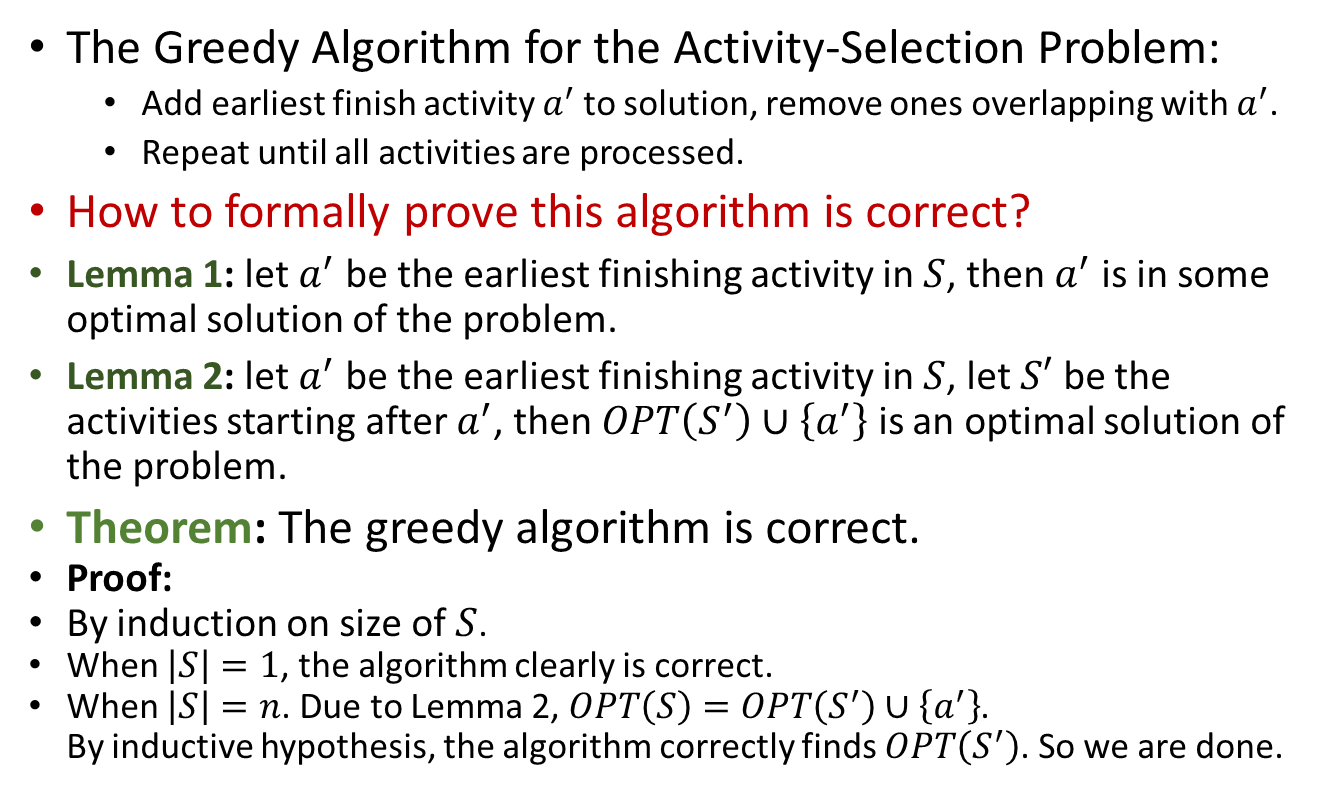 • The Greedy Algorithm for the Activity-Selection Problem:
• Add earliest finish activity 𝑎′ to solution, remove ones overlapping with 𝑎′.
• Repeat until all activities are processed.
• How to formally prove this algorithm is correct?
• Lemma 1: let 𝑎′ be the earliest finishing activity in 𝑆, then 𝑎′ is in some
optimal solution of the problem.
• Lemma 2: let 𝑎′ be the earliest finishing activity in 𝑆, let 𝑆′ be the
activities starting after 𝑎′, then 𝑂𝑃𝑇(𝑆′) ∪ {𝑎′} is an optimal solution of
the problem.
• Theorem: The greedy algorithm is correct.
• Proof:
• By induction on size of 𝑆.
• When |𝑆| = 1, the algorithm clearly is correct.
• When |𝑆| = 𝑛. Due to Lemma 2, 𝑂𝑃𝑇(𝑆) = 𝑂𝑃𝑇(𝑆′) ∪ {𝑎′}.
By inductive hypothesis, the algorithm correctly finds 𝑂𝑃𝑇(𝑆′). So we are done.